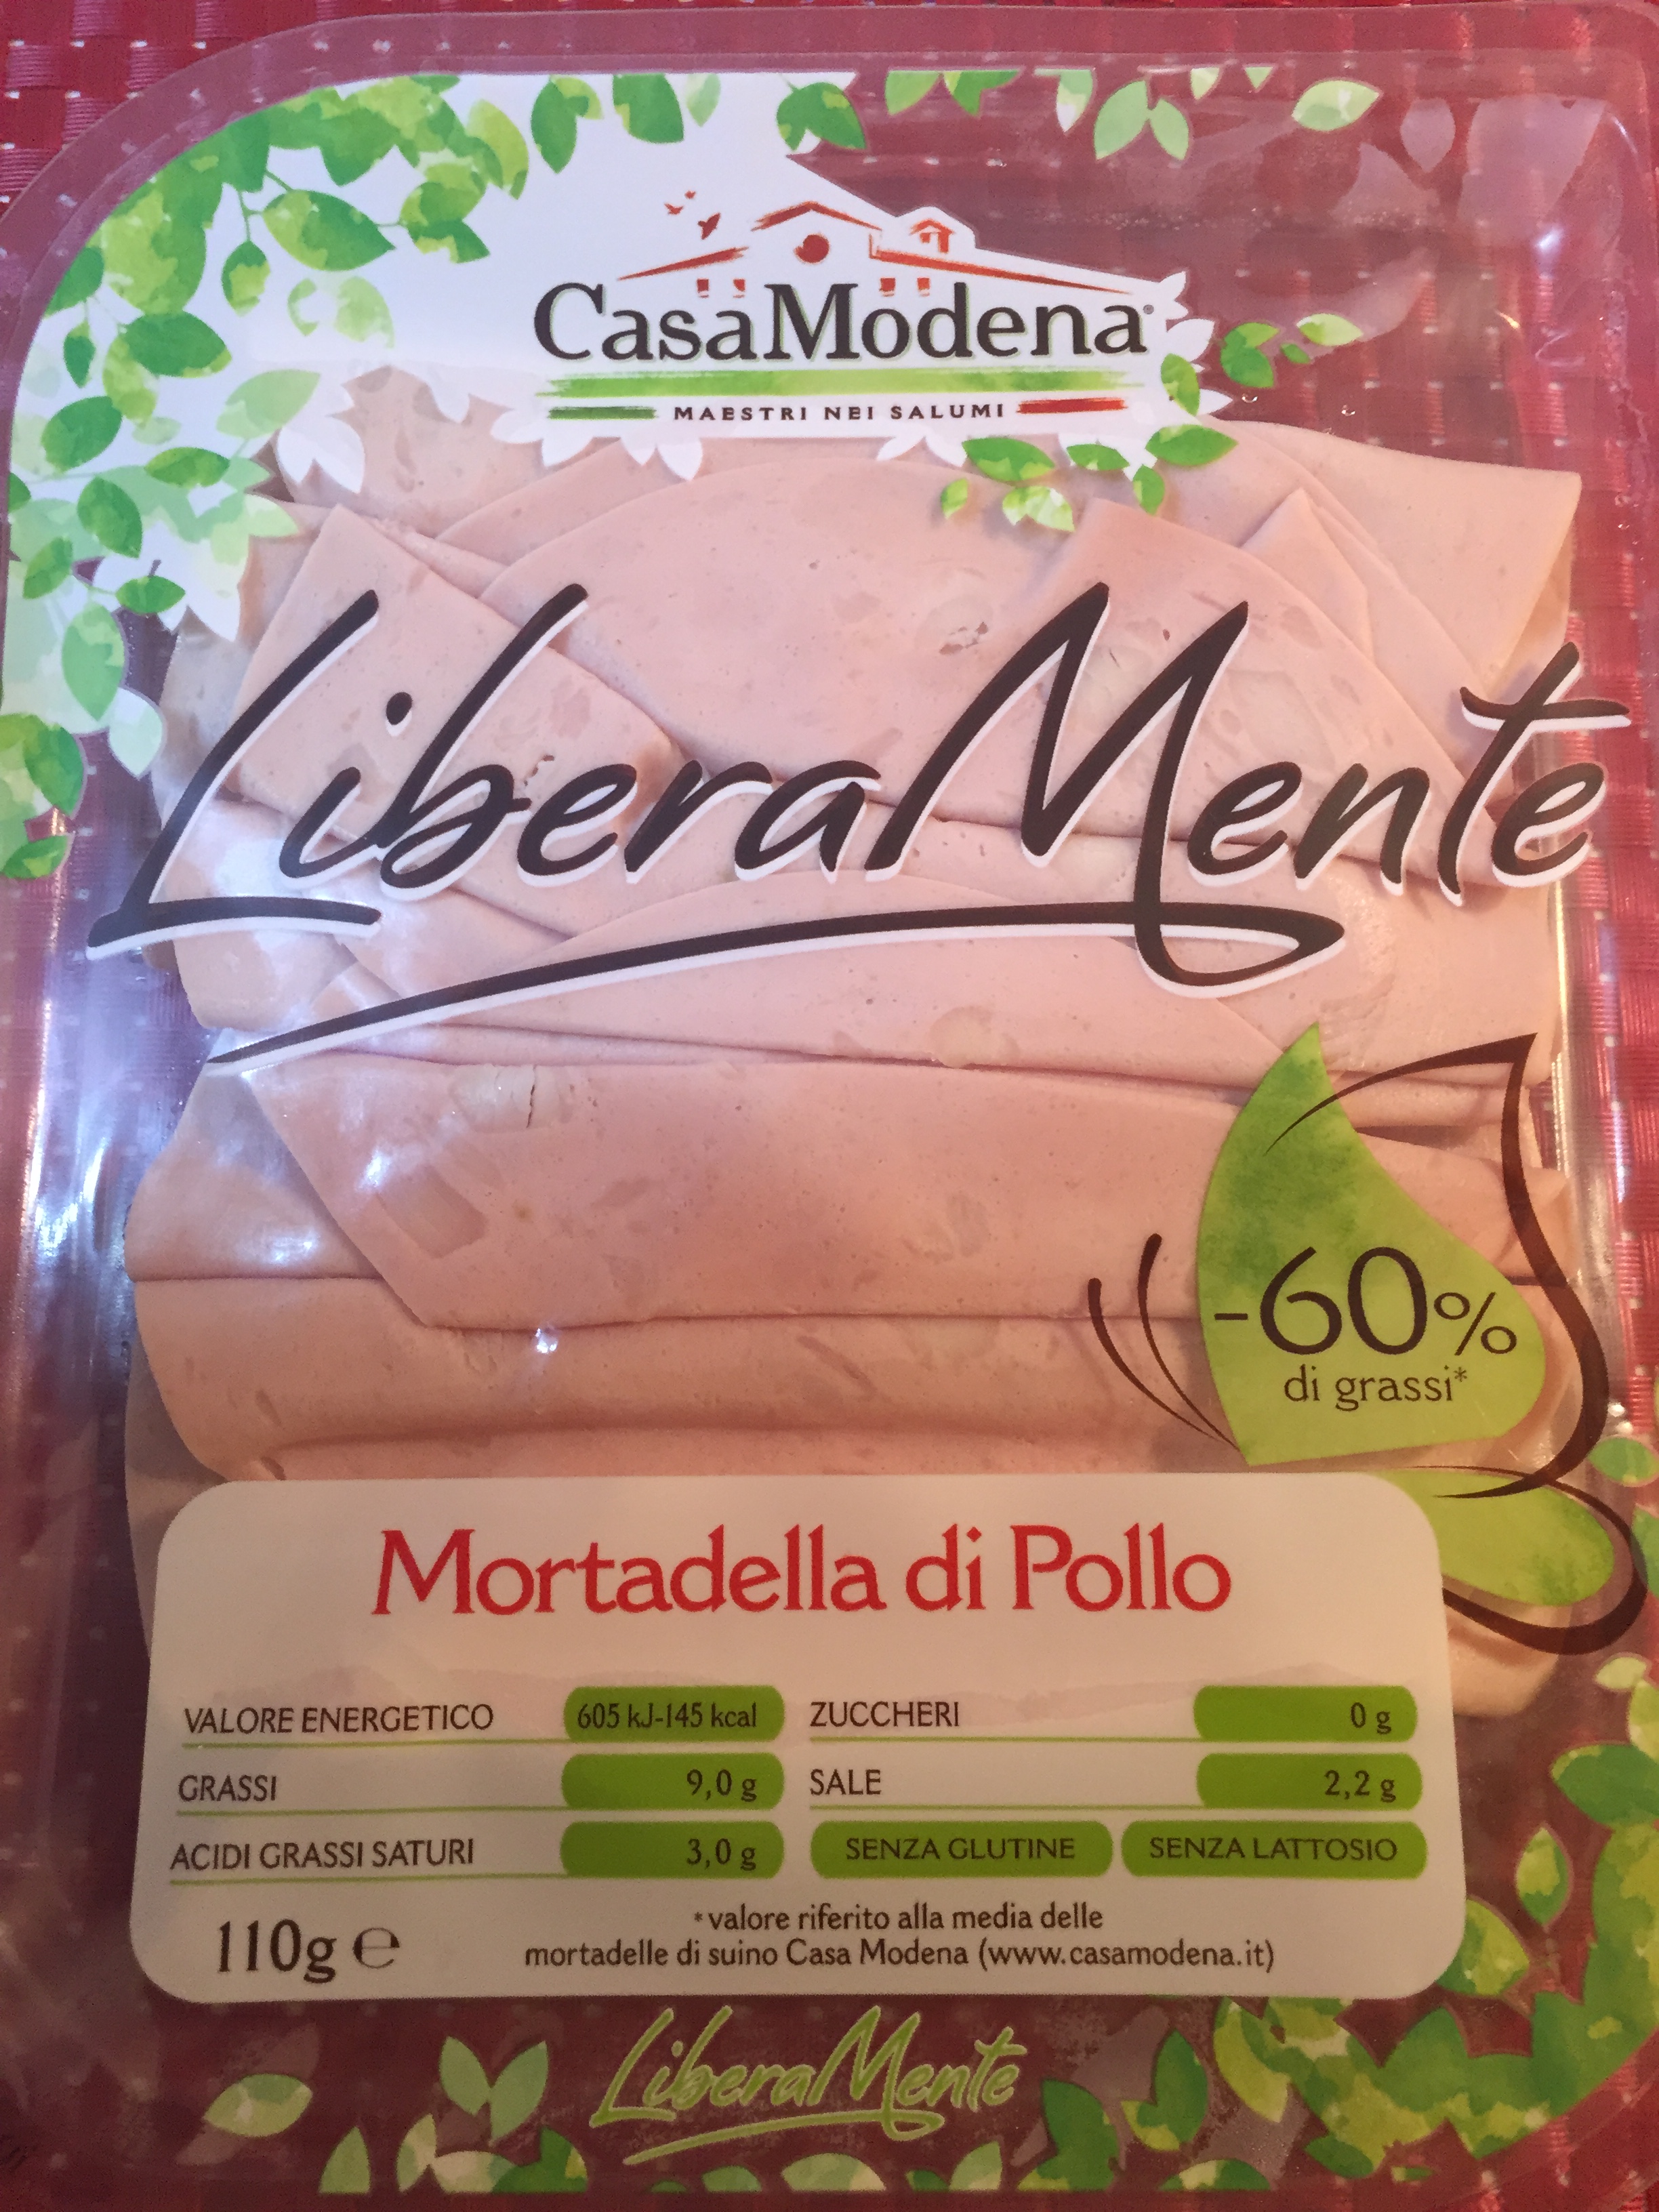 CasaModena
MAESTRI NEI SALUMI
LiberaMente
-60%
di grassi*
Mortadella di Pollo
VALORE ENERGETICO 605 kJ-145 kcal ZUCCHERI 0 g
GRASSI 9,0 g SALE 2,2 g
ACIDI GRASSI SATURI 3,0 g SENZA GLUTINE SENZA LATTOSIO
110g ℮
*valore riferito alla media delle
mortadelle di suino Casa Modena (www.casamodena.it)
LiberaMente